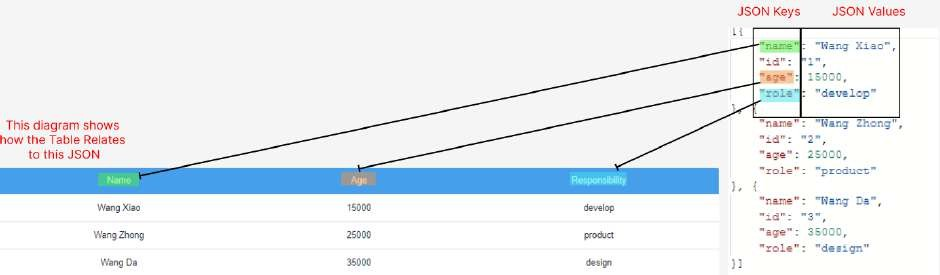 JSON Keys
JSON Values
[{
"name": "Wang Xiao",
"id": "1",
"age": 15000,
"role": "develop"
}, {
"name": "Wang Zhong",
"id": "2",
"age": 25000,
"role": "product"
}, {
"name": "Wang Da",
"id": "3",
"age": 35000,
"role": "design"
}]
This diagram shows
how the Table Relates
to this JSON
Name Age Responsibility
Wang Xiao 15000 develop
Wang Zhong 25000 product
Wang Da 35000 design